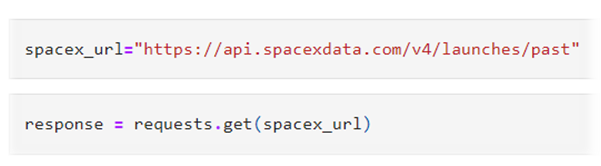 spacex_url="https://api.spacexdata.com/v4/launches/past"
response = requests.get(spacex_url)